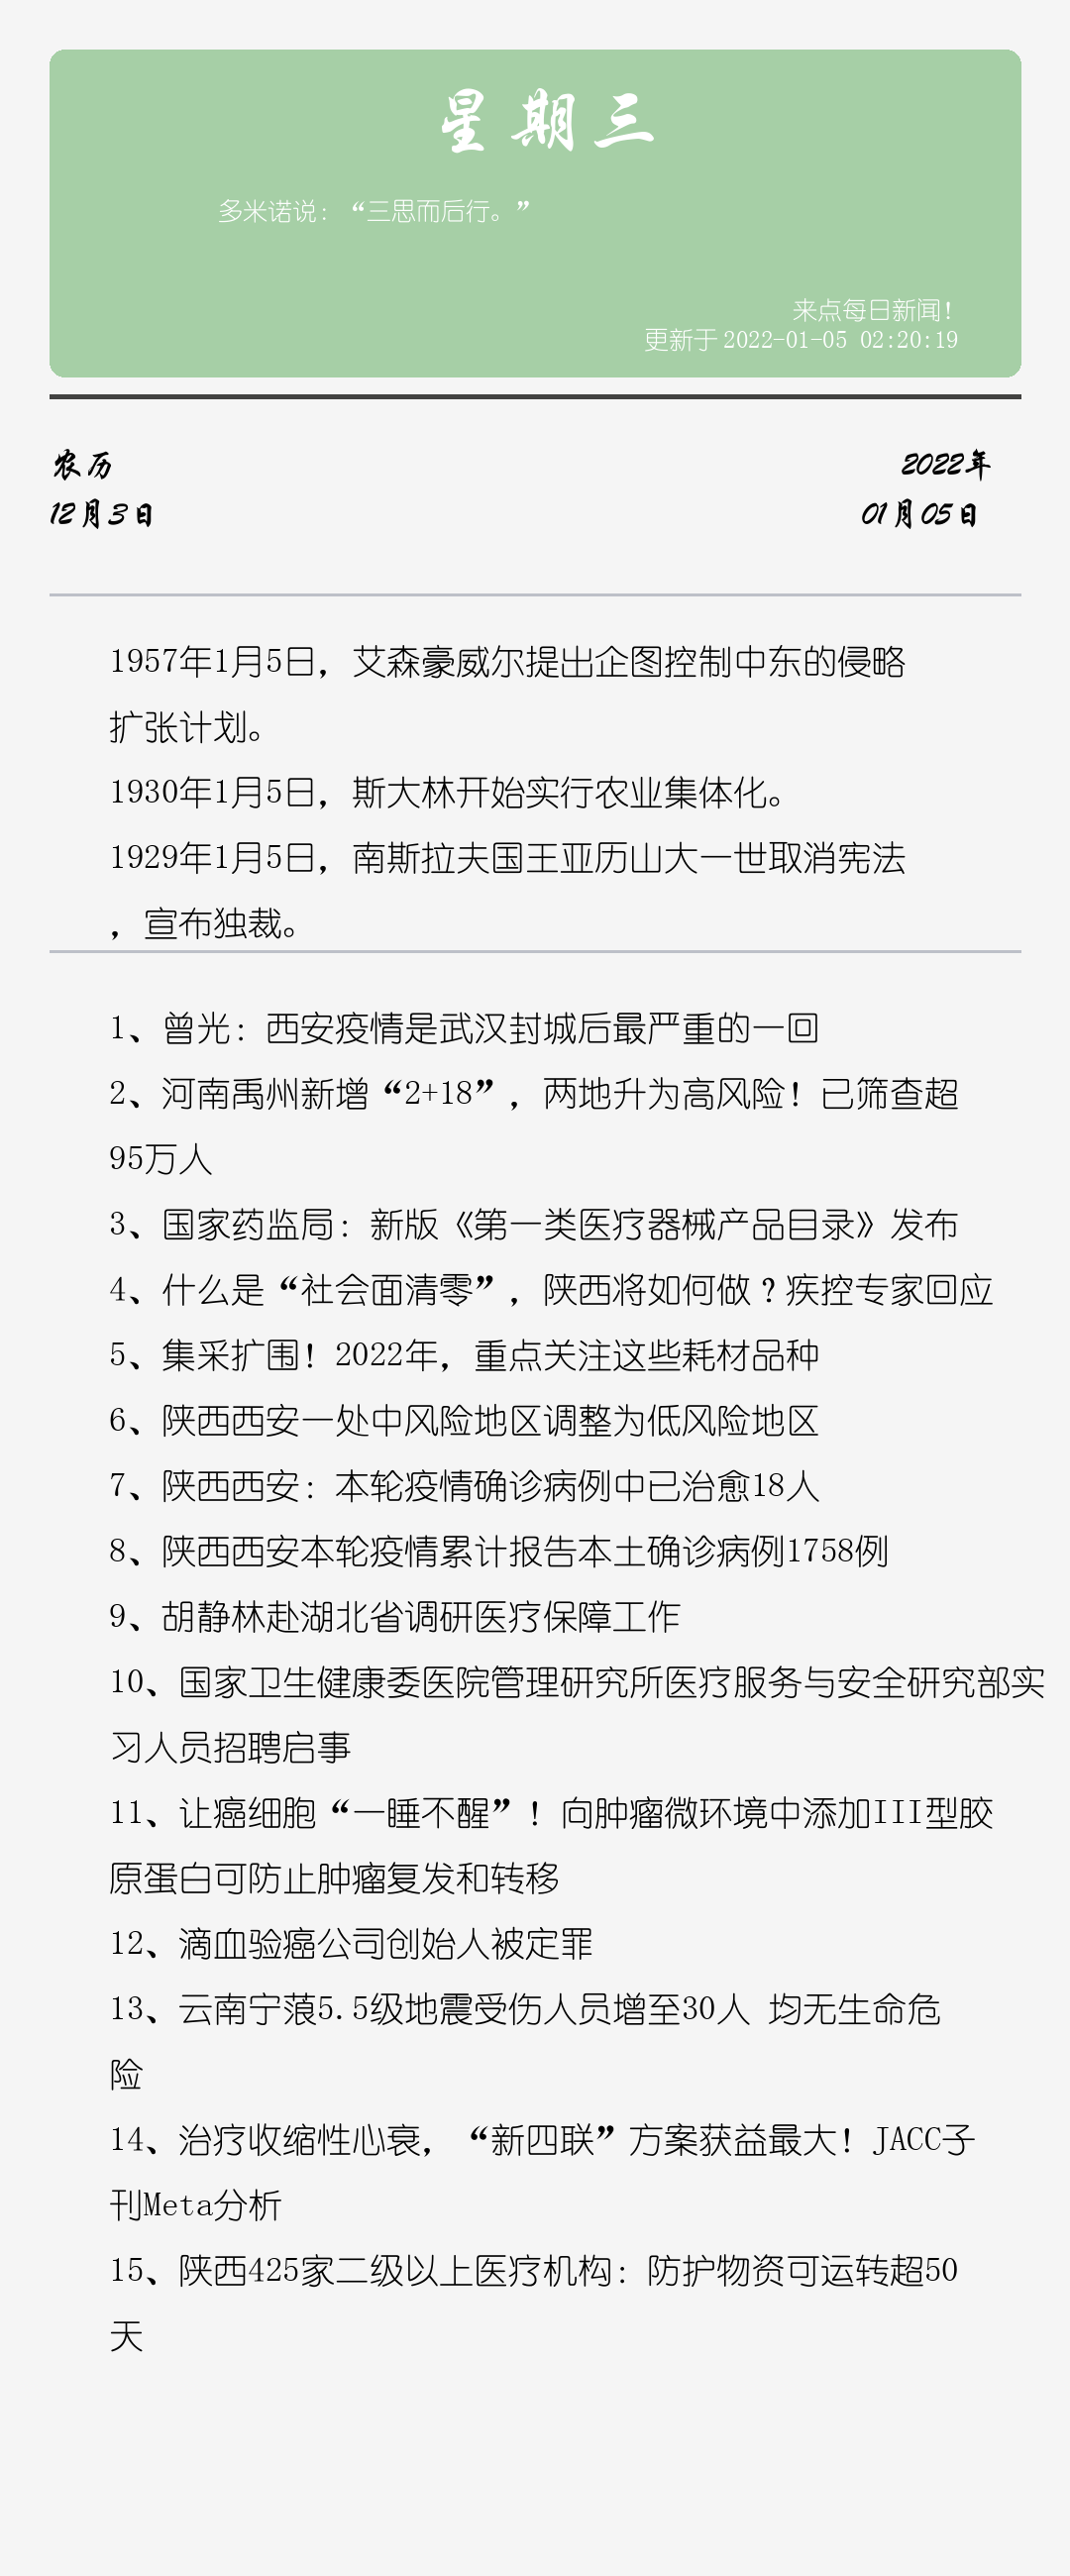 星期三
多米诺说：“三思而后行。”
来点每日新闻！
更新于 2022-01-05 02:20:19
农历
2022年
12月3日
01月05日
1957年1月5日，艾森豪威尔提出企图控制中东的侵略
扩张计划。
1930年1月5日，斯大林开始实行农业集体化。
1929年1月5日，南斯拉夫国王亚历山大一世取消宪法
，宣布独裁。
1、曾光：西安疫情是武汉封城后最严重的一回
2、河南禹州新增“2+18”，两地升为高风险！已筛查超
95万人
3、国家药监局：新版《第一类医疗器械产品目录》发布
4、什么是“社会面清零”，陕西将如何做？疾控专家回应
5、集采扩围！2022年，重点关注这些耗材品种
6、陕西西安一处中风险地区调整为低风险地区
7、陕西西安：本轮疫情确诊病例中已治愈18人
8、陕西西安本轮疫情累计报告本土确诊病例1758例
9、胡静林赴湖北省调研医疗保障工作
10、国家卫生健康委医院管理研究所医疗服务与安全研究部实
习人员招聘启事
11、让癌细胞“一睡不醒”！向肿瘤微环境中添加III型胶
原蛋白可防止肿瘤复发和转移
12、滴血验癌公司创始人被定罪
13、云南宁蒗5.5级地震受伤人员增至30人 均无生命危
险
14、治疗收缩性心衰，“新四联”方案获益最大！JACC子
刊Meta分析
15、陕西425家二级以上医疗机构：防护物资可运转超50
天